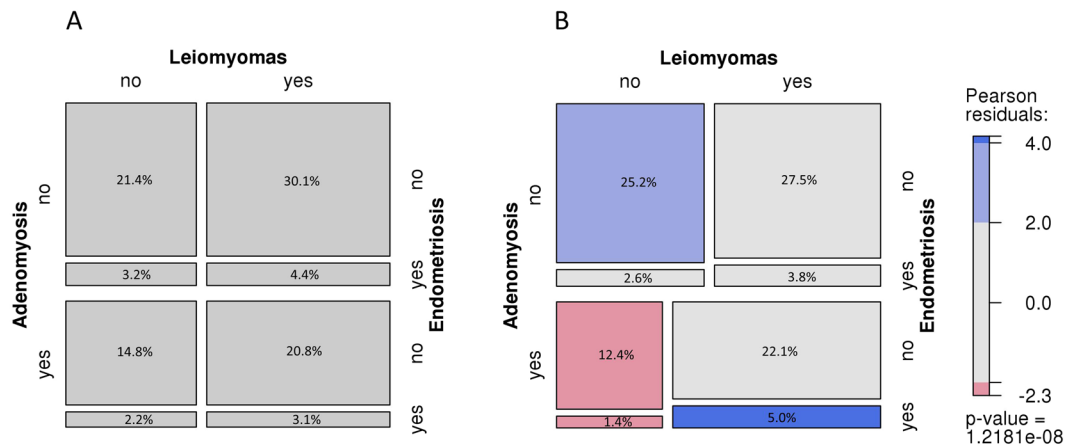 A
Leiomyomas
no yes
Adenomyosis
no
yes
21.4% 30.1%
3.2% 4.4%
14.8% 20.8%
2.2% 3.1%
no
yes
no
yes
Endometriosis
B
Leiomyomas
no yes
Adenomyosis
no
yes
25.2% 27.5%
2.6% 3.8%
12.4% 22.1%
1.4% 5.0%
no
yes
no
yes
Endometriosis
Pearson
residuals:
4.0
2.0
0.0
-2.3
p-value =
1.2181e-08